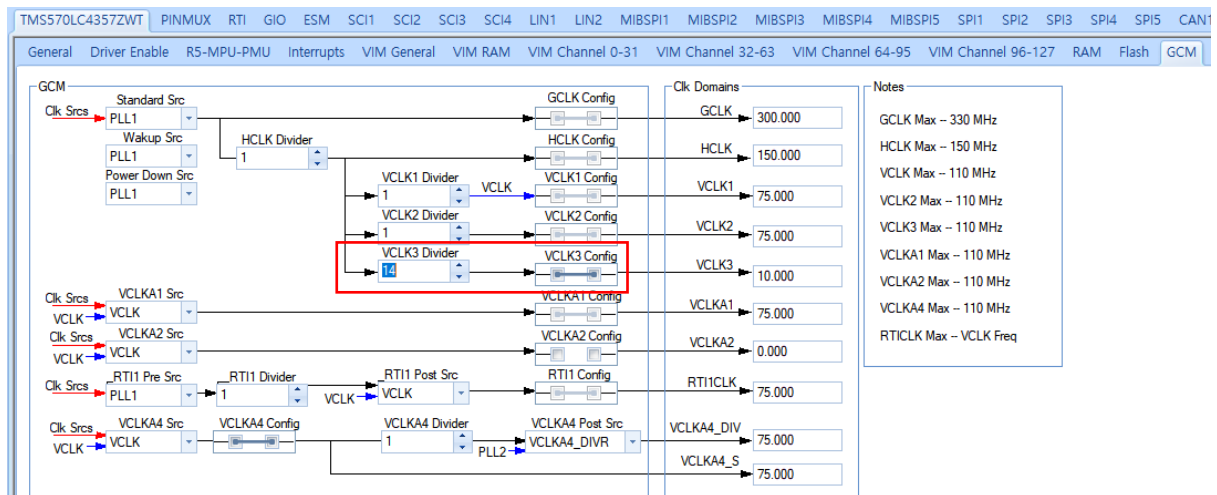 TMS570LC4357ZWT PINMUX RTI GIO ESM SCI1 SCI2 SCI3 SCI4 LIN1 LIN2 MIBSPI1 MIBSPI2 MIBSPI3 MIBSPI4 MIBSPI5 SPI1 SPI2 SPI3 SPI4 SPI5 CAN1
General Driver Enable R5-MPU-PMU Interrupts VIM General VIM RAM VIM Channel 0-31 VIM Channel 32-63 VIM Channel 64-95 VIM Channel 96-127 RAM Flash GCM
GCM Clk Domains Notes
Standard Src GCLK Config
Clk Srcs PLL1 GCLK 300.000 GCLK Max -- 330 MHz
Wakup Src HCLK Divider HCLK Config
PLL1 1 HCLK 150.000 HCLK Max -- 150 MHz
Power Down Src VCLK1 Divider VCLK1 Config
PLL1 1 VCLK VCLK1 75.000 VCLK Max -- 110 MHz
VCLK2 Divider VCLK2 Config
1 VCLK2 75.000 VCLK2 Max -- 110 MHz
VCLK3 Divider VCLK3 Config VCLK3 Max -- 110 MHz
14 VCLK3 10.000 VCLKA1 Max -- 110 MHz
Clk Srcs VCLKA1 Src VCLKA1 Config VCLKA2 Max -- 110 MHz
VCLK VCLK VCLKA1 75.000 VCLKA4 Max -- 110 MHz
Clk Srcs VCLKA2 Src VCLKA2 Config RTICLK Max -- VCLK Freq
VCLK VCLK VCLKA2 0.000
Clk Srcs _RTI1 Pre Src _RTI1 Divider _RTI1 Post Src RTI1 Config
PLL1 1 VCLK VCLK RTI1CLK 75.000
Clk Srcs VCLKA4 Src VCLKA4 Config VCLKA4 Divider VCLKA4 Post Src
VCLK VCLK 1 PLL2 VCLKA4_DIVR VCLKA4_DIV 75.000
VCLKA4_S 75.000